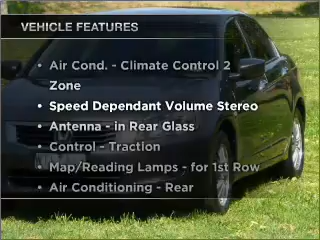 VEHICLE FEATURES
• Air Cond. - Climate Control 2
Zone
• Speed Dependant Volume Stereo
• Antenna - in Rear Glass
• Control - Traction
• Map/Reading Lamps - for 1st Row
• Air Conditioning - Rear